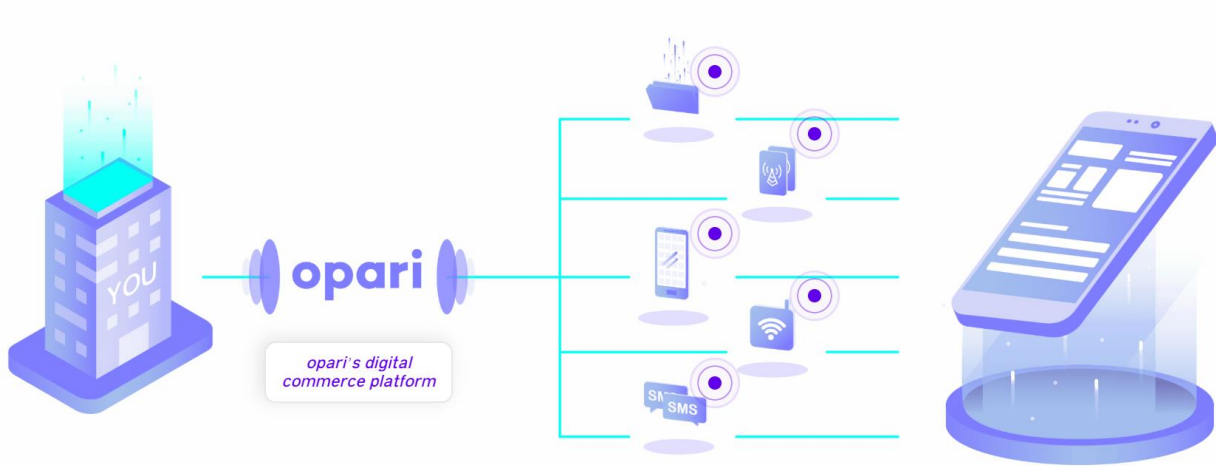 YOU
opari
opari's digital
commerce platform
SMS
SMS